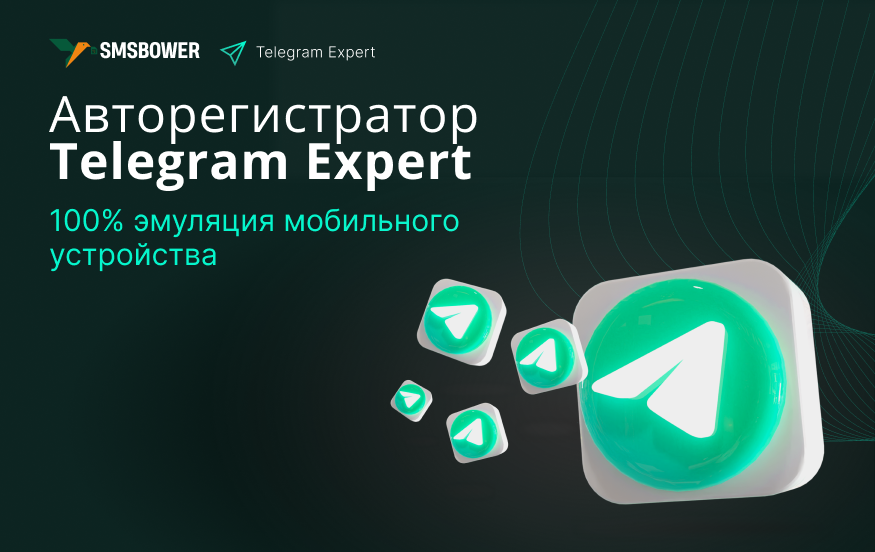 SMSBOWER Telegram Expert
Авторегистратор
Telegram Expert
100% эмуляция мобильного
устройства